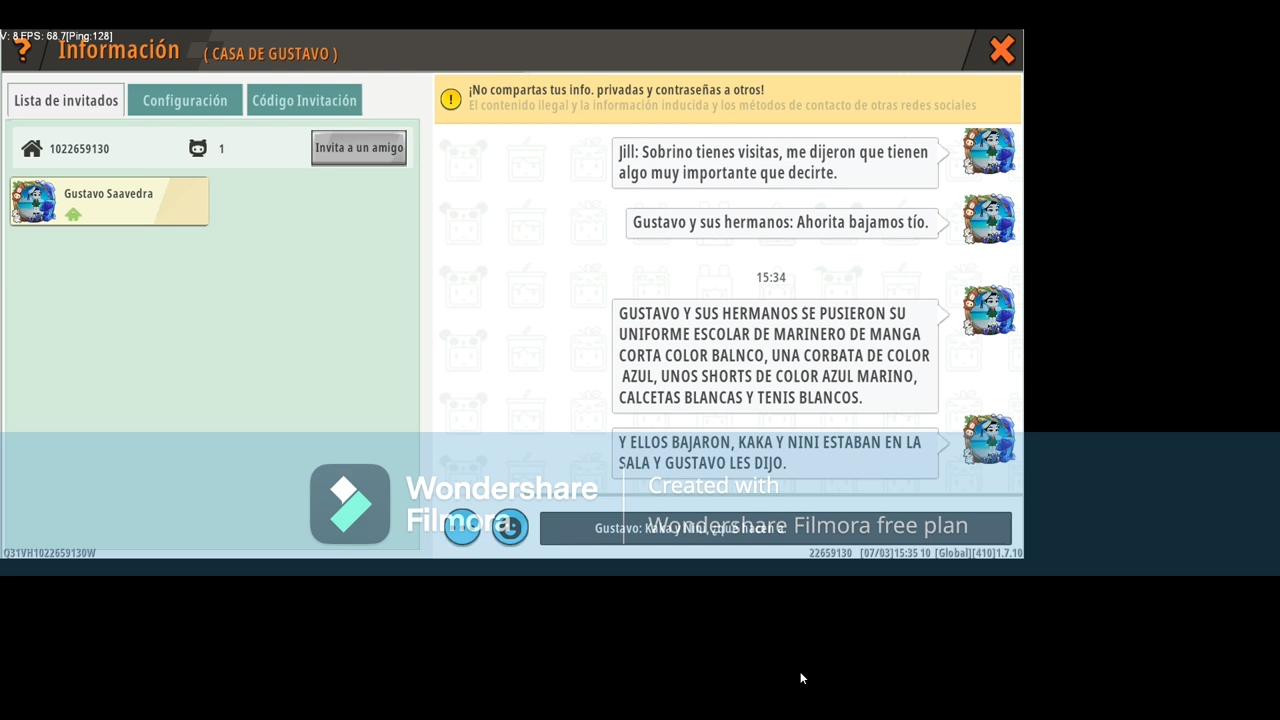 V: 8 FPS: 68.7[Ping:128]
?
Información
( CASA DE GUSTAVO )
Lista de invitados
Configuración
Código Invitación
1022659130
1
Invita a un amigo
Gustavo Saavedra
¡No compartas tus info. privadas y contraseñas a otros!
El contenido ilegal y la información inducida y los métodos de contacto de otras redes sociales
Jill: Sobrino tienes visitas, me dijeron que tienen
algo muy importante que decirte.
Gustavo y sus hermanos: Ahorita bajamos tío.
15:34
GUSTAVO Y SUS HERMANOS SE PUSIERON SU
UNIFORME ESCOLAR DE MARINERO DE MANGA
CORTA COLOR BALNCO, UNA CORBATA DE COLOR
AZUL, UNOS SHORTS DE COLOR AZUL MARINO,
CALCETAS BLANCAS Y TENIS BLANCOS.
Y ELLOS BAJARON, KAKA Y NINI ESTABAN EN LA
SALA Y GUSTAVO LES DIJO.
Wondershare
Filmora
Created with
Wondershare Filmora free plan
Gustavo: Kaka y Nini, ¿qué hacen a
Q31VH1022659130W
22659130 [07/03]15:35 10 [Global][410]1.7.10